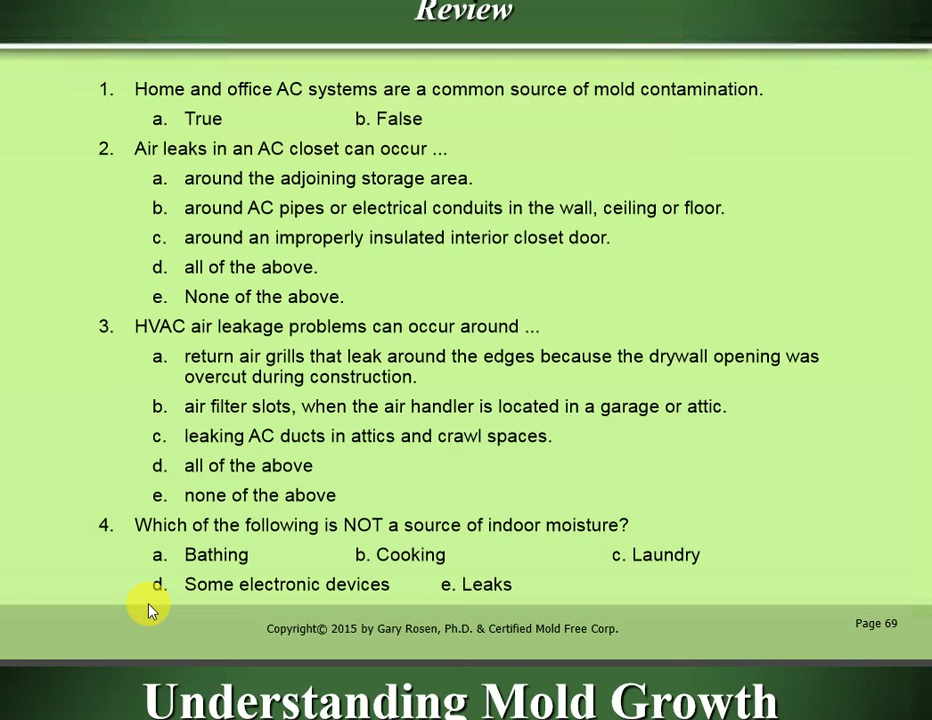 Review
1. Home and office AC systems are a common source of mold contamination.
a. True b. False
2. Air leaks in an AC closet can occur ...
a. around the adjoining storage area.
b. around AC pipes or electrical conduits in the wall, ceiling or floor.
c. around an improperly insulated interior closet door.
d. all of the above.
e. None of the above.
3. HVAC air leakage problems can occur around ...
a. return air grills that leak around the edges because the drywall opening was
overcut during construction.
b. air filter slots, when the air handler is located in a garage or attic.
c. leaking AC ducts in attics and crawl spaces.
d. all of the above
e. none of the above
4. Which of the following is NOT a source of indoor moisture?
a. Bathing b. Cooking c. Laundry
d. Some electronic devices e. Leaks
Copyright© 2015 by Gary Rosen, Ph.D. & Certified Mold Free Corp. Page 69
Understanding Mold Growth